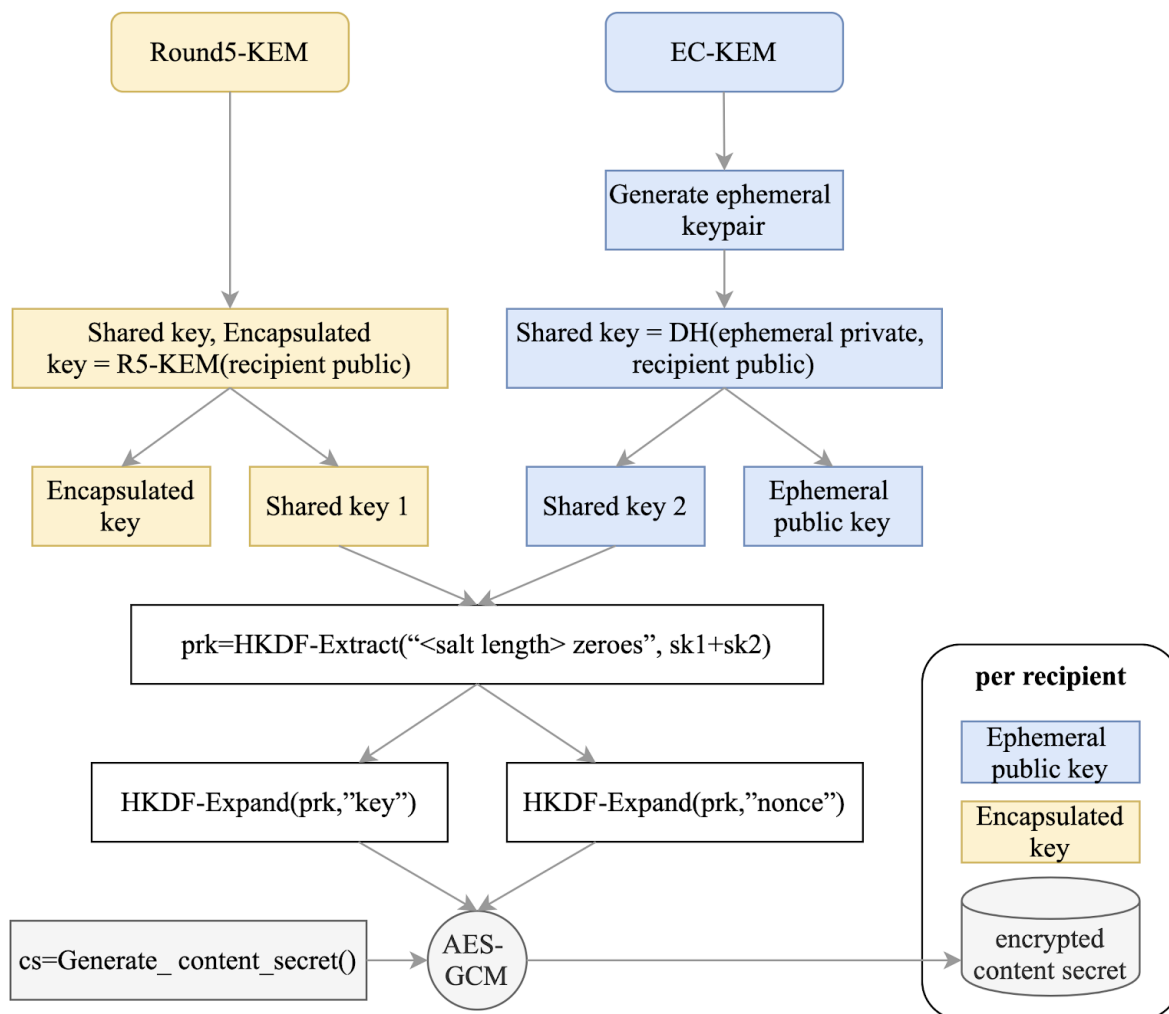 Round5-KEM
EC-KEM
Generate ephemeral
keypair
Shared key, Encapsulated
key = R5-KEM(recipient public)
Shared key = DH(ephemeral private,
recipient public)
Encapsulated
key
Shared key 1
Shared key 2
Ephemeral
public key
prk=HKDF-Extract(“<salt length> zeroes”, sk1+sk2)
HKDF-Expand(prk,”key”)
HKDF-Expand(prk,”nonce”)
cs=Generate_ content_secret()
AES-
GCM
per recipient
Ephemeral
public key
Encapsulated
key
encrypted
content secret